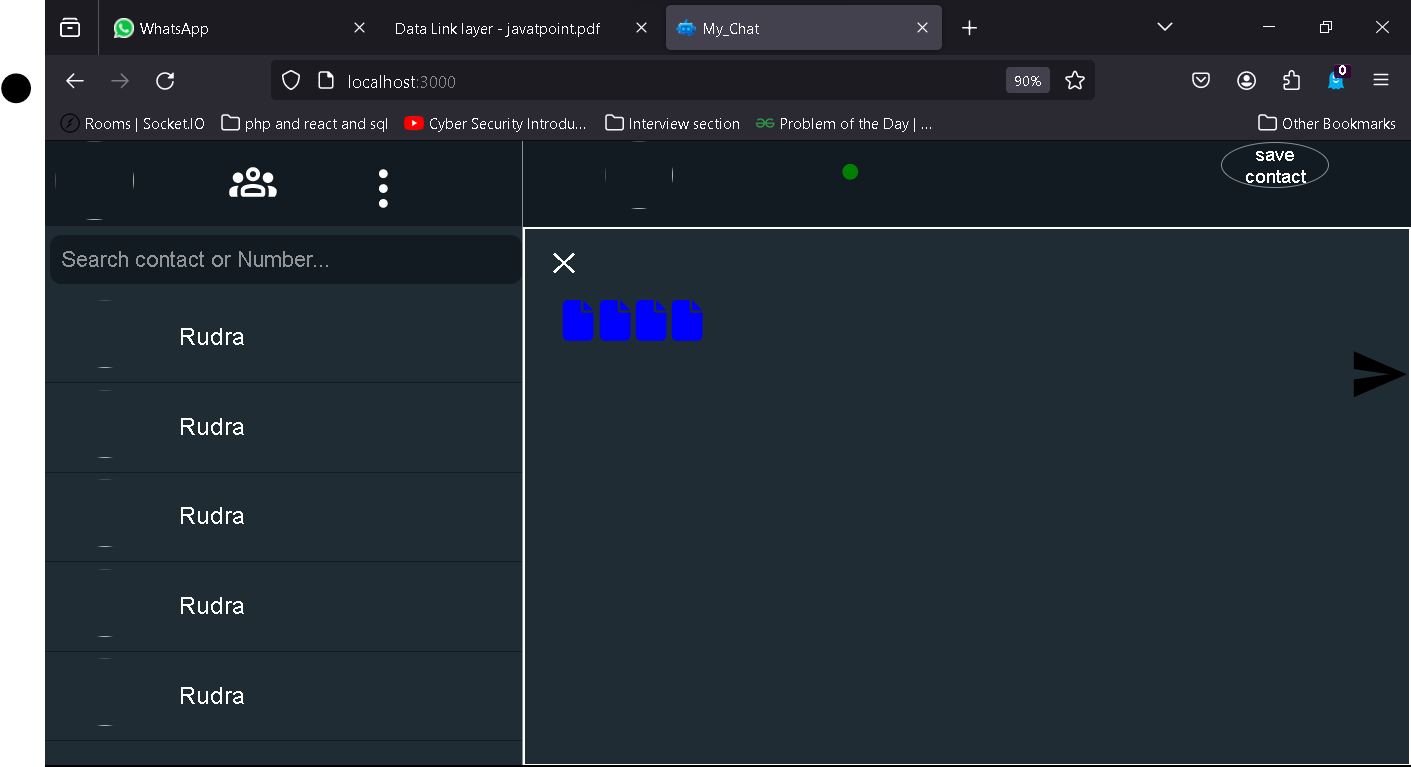 WhatsApp
Data Link layer - javatpoint.pdf
My_Chat
localhost:3000
90%
0
Rooms | Socket.IO
php and react and sql
Cyber Security Introdu...
Interview section
Problem of the Day | ...
Other Bookmarks
save
contact
Search contact or Number...
Rudra
Rudra
Rudra
Rudra
Rudra